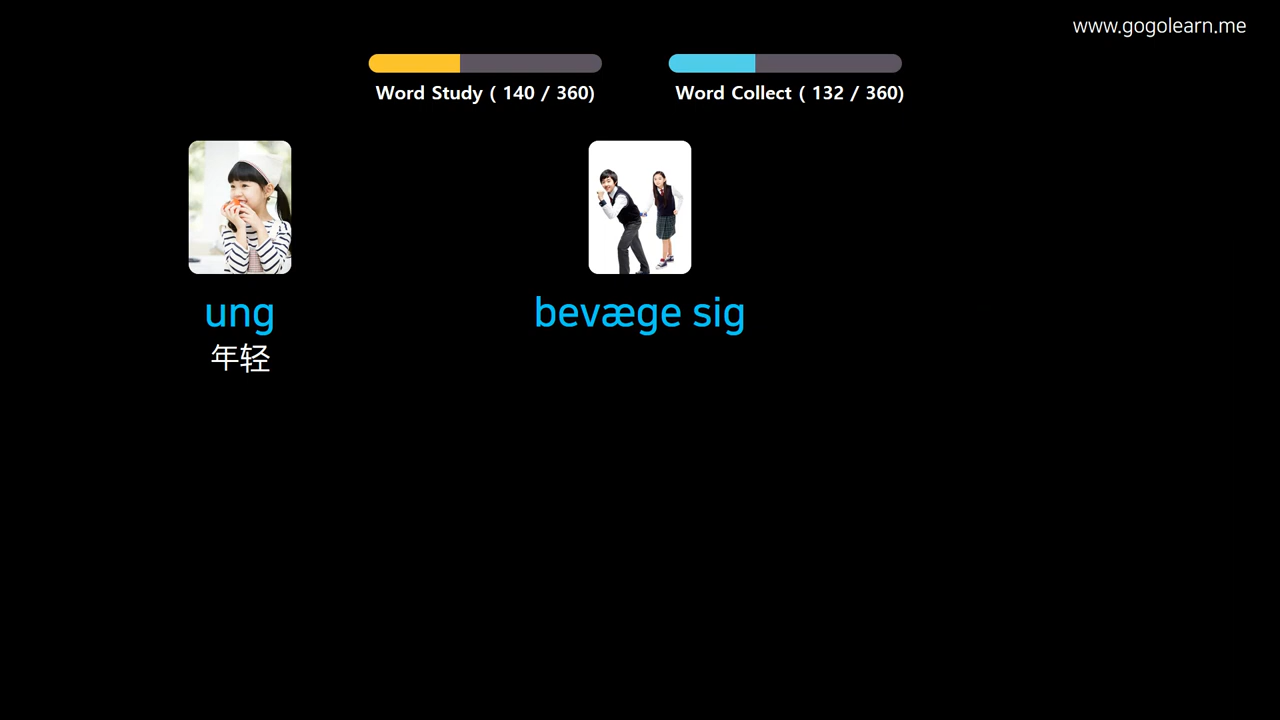 www.gogolearn.me
Word Study ( 140 / 360)
Word Collect ( 132 / 360)
ung
年轻
bevæge sig